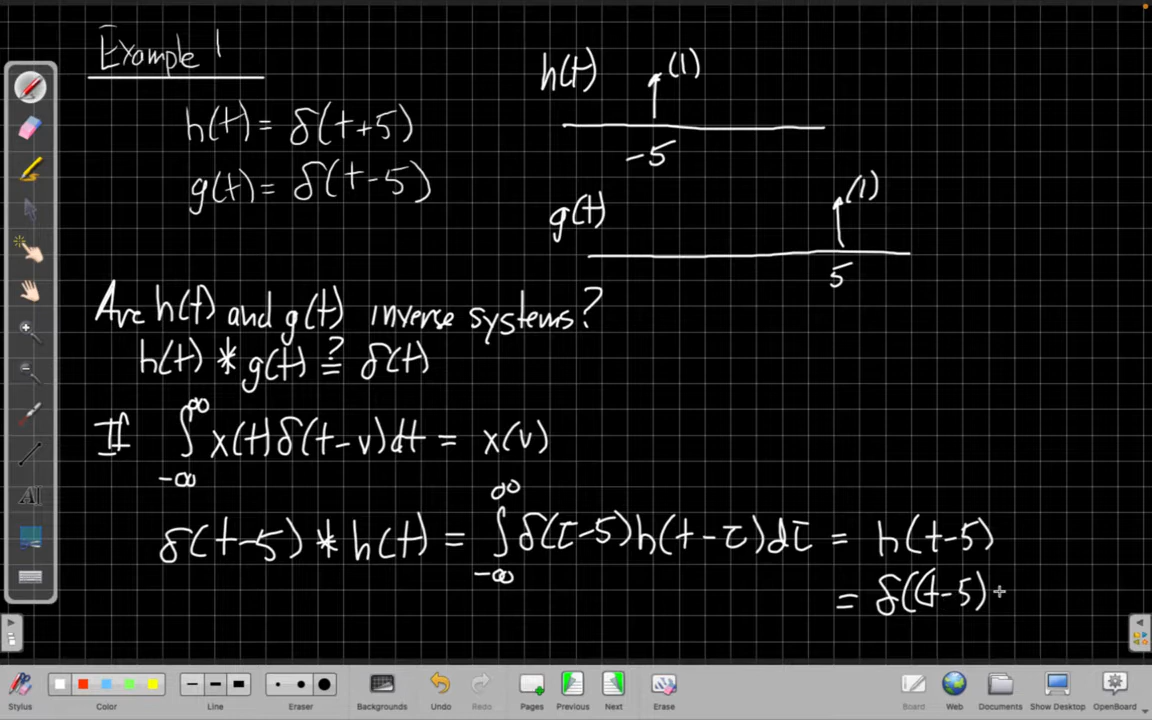 Example 1
h(t) = δ(t+5)
g(t) = δ(t-5)
h(t) (1)
-5
g(t) (1)
5
Are h(t) and g(t) inverse systems?
h(t) * g(t) ≟ δ(t)
II ∫_{-∞}^{∞} x(t)δ(t-v)dt = x(v)
δ(t-5) * h(t) = ∫_{-∞}^{∞} δ(τ-5)h(t-τ)dτ = h(t-5)
= δ((t-5)
Stylus Color Line Eraser Backgrounds Undo Redo Pages Previous Next Erase Board Web Documents Show Desktop OpenBoard